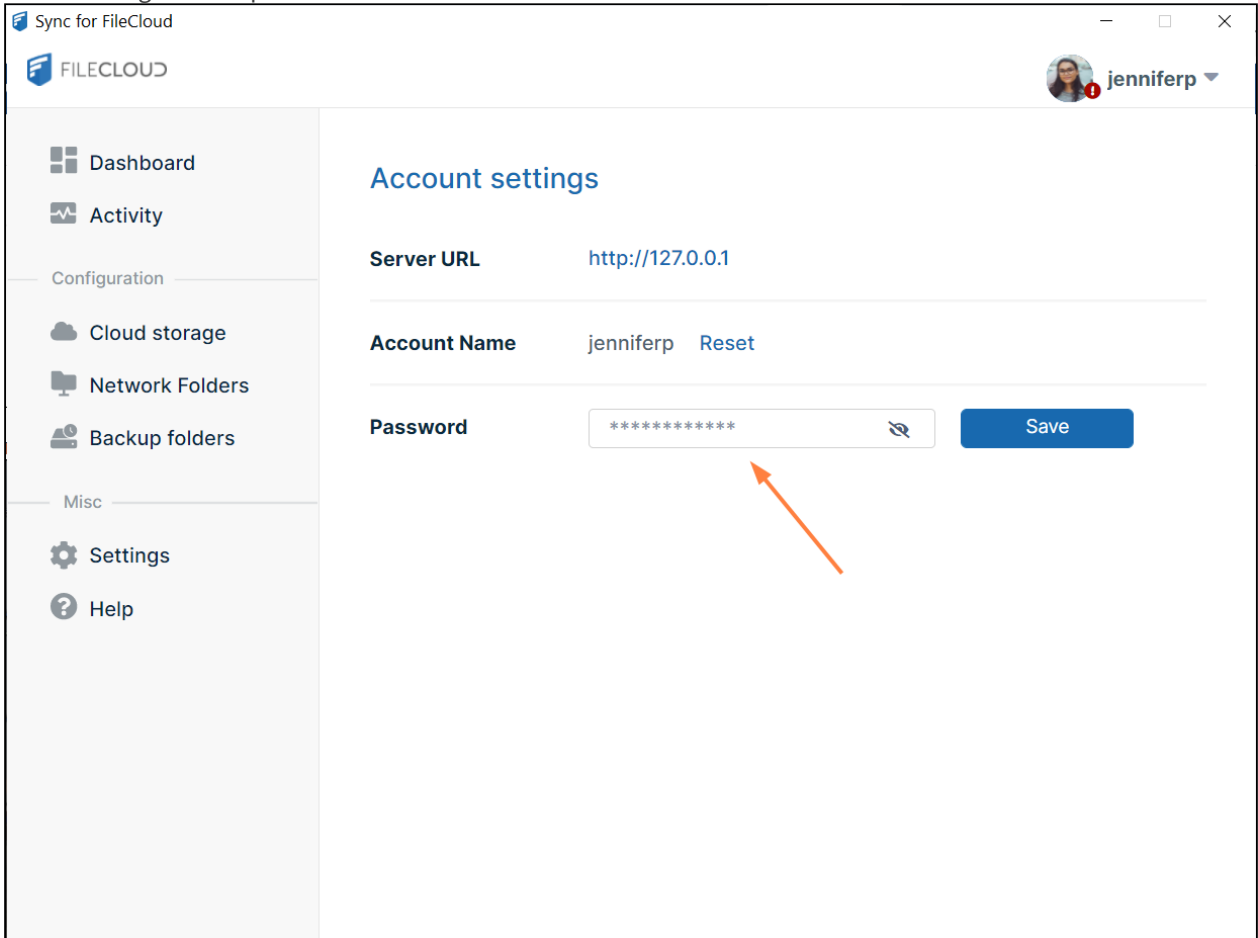 Sync for FileCloud
FILECLOUD
jenniferp
Dashboard
Activity
Configuration
Cloud storage
Network Folders
Backup folders
Misc
Settings
Help
Account settings
Server URL http://127.0.0.1
Account Name jenniferp Reset
Password ************ Save